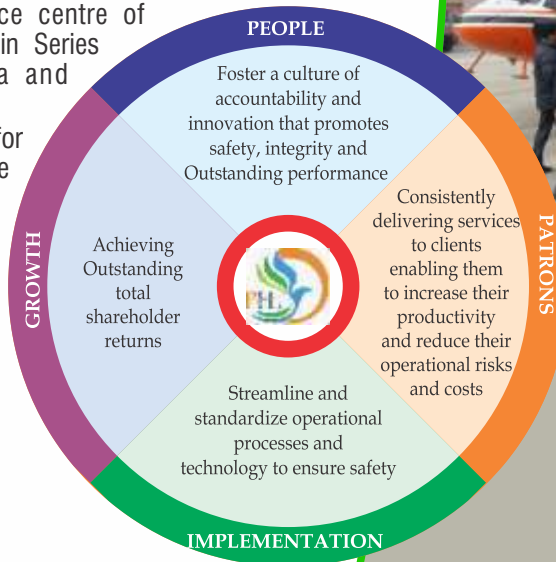 ce centre of
in Series
a and
for
e
PEOPLE
Foster a culture of
accountability and
innovation that promotes
safety, integrity and
Outstanding performance
PATRONS
Consistently
delivering services
to clients
enabling them
to increase their
productivity
and reduce their
operational risks
and costs
GROWTH
Achieving
Outstanding
total
shareholder
returns
PHL
Streamline and
standardize operational
processes and
technology to ensure safety
IMPLEMENTATION